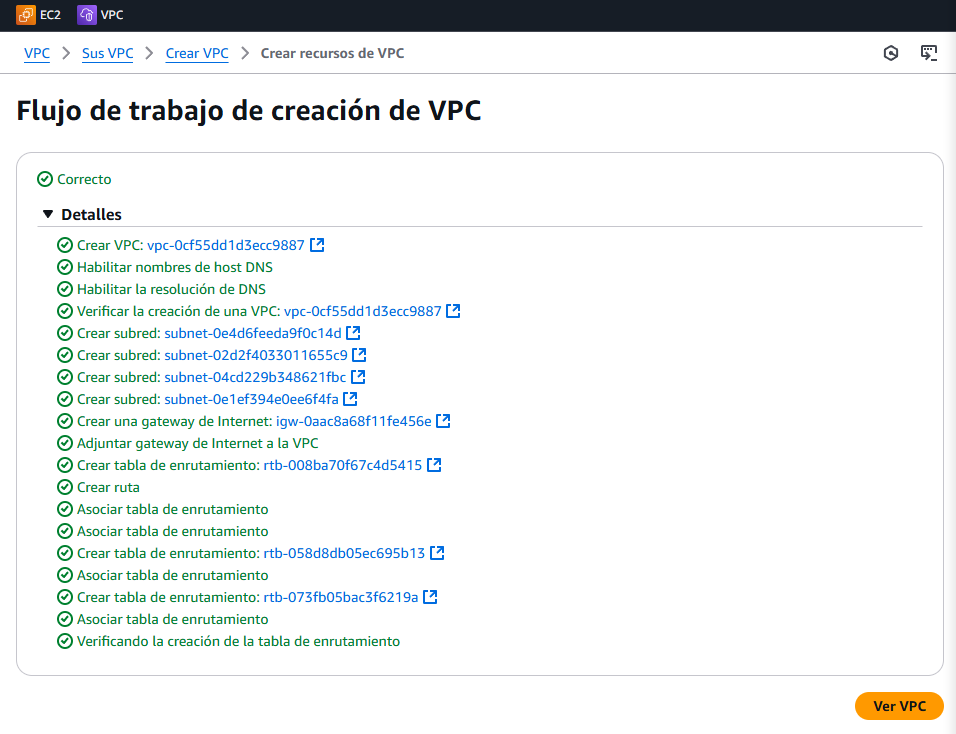 EC2 VPC
VPC > Sus VPC > Crear VPC > Crear recursos de VPC
Flujo de trabajo de creación de VPC
Correcto
Detalles
Crear VPC: vpc-0cf55dd1d3ecc9887
Habilitar nombres de host DNS
Habilitar la resolución de DNS
Verificar la creación de una VPC: vpc-0cf55dd1d3ecc9887
Crear subred: subnet-0e4d6feeda9f0c14d
Crear subred: subnet-02d2f4033011655c9
Crear subred: subnet-04cd229b348621fbc
Crear subred: subnet-0e1ef394e0ee6f4fa
Crear una gateway de Internet: igw-0aac8a68f11fe456e
Adjuntar gateway de Internet a la VPC
Crear tabla de enrutamiento: rtb-008ba70f67c4d5415
Crear ruta
Asociar tabla de enrutamiento
Asociar tabla de enrutamiento
Crear tabla de enrutamiento: rtb-058d8db05ec695b13
Asociar tabla de enrutamiento
Crear tabla de enrutamiento: rtb-073fb05bac3f6219a
Asociar tabla de enrutamiento
Verificando la creación de la tabla de enrutamiento
Ver VPC